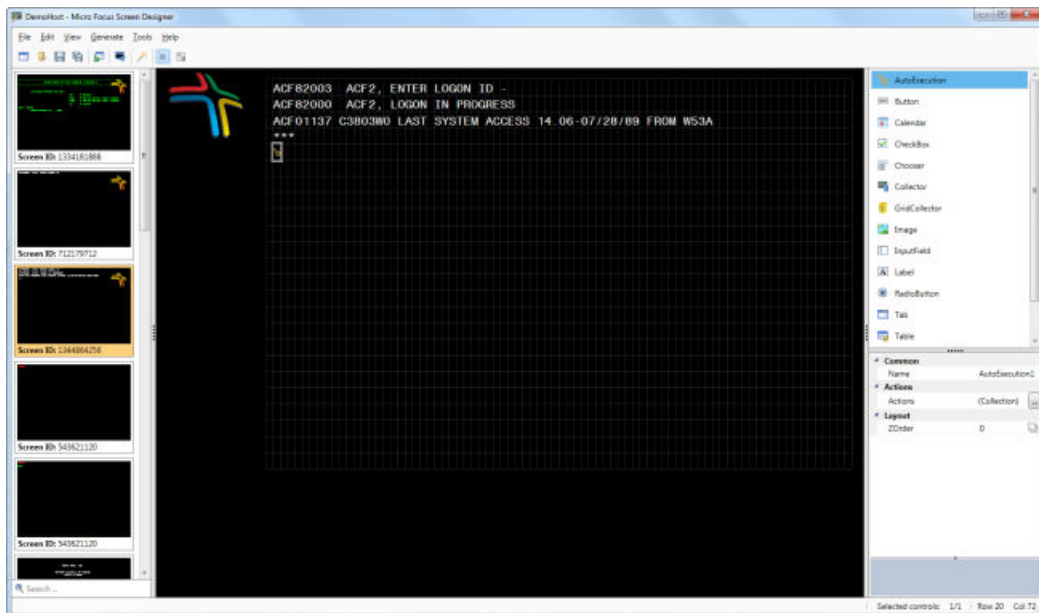 DemoHost - Micro Focus Screen Designer
File Edit View Generate Tools Help
Screen ID: 1334181868
Screen ID: 712179712
Screen ID: 1344864258
Screen ID: 543621120
Screen ID: 543621120
Search ...
ACF82003 ACF2, ENTER LOGON ID -
ACF82000 ACF2, LOGON IN PROGRESS
ACF01137 C3803W0 LAST SYSTEM ACCESS 14.06-07/28/89 FROM W53A
***
AutoExecution
Button
Calendar
CheckBox
Chooser
Collector
GridCollector
Image
InputField
Label
RadioButton
Tab
Table
Common
Name AutoExecution1
Actions
Actions (Collection) ...
Layout
ZOrder 0
Selected controls: 1/1 Row 20 Col 72